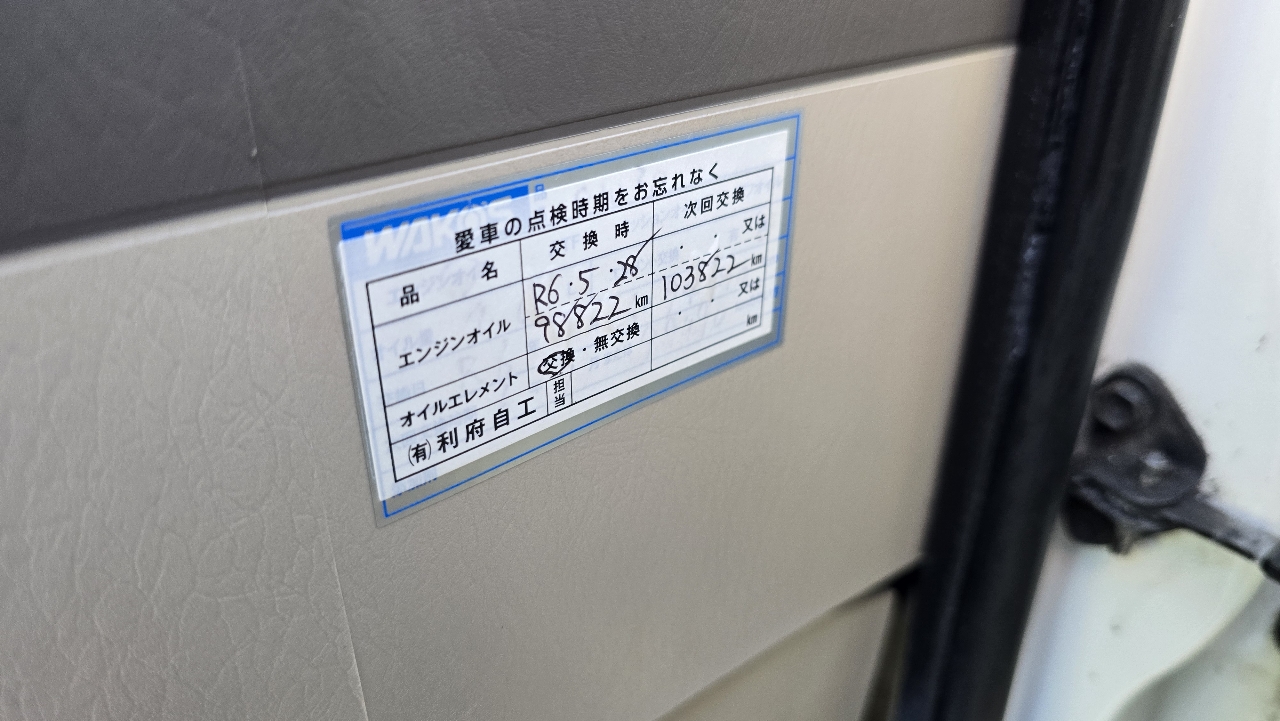 WAKO'S
愛車の点検時期をお忘れなく
品名 交換時 次回交換
エンジンオイル R6・5・28 ・ ・ 又は
98822 km 103822 km
オイルエレメント 交換・無交換 ・ ・ 又は
km
(有)利府自工 担当